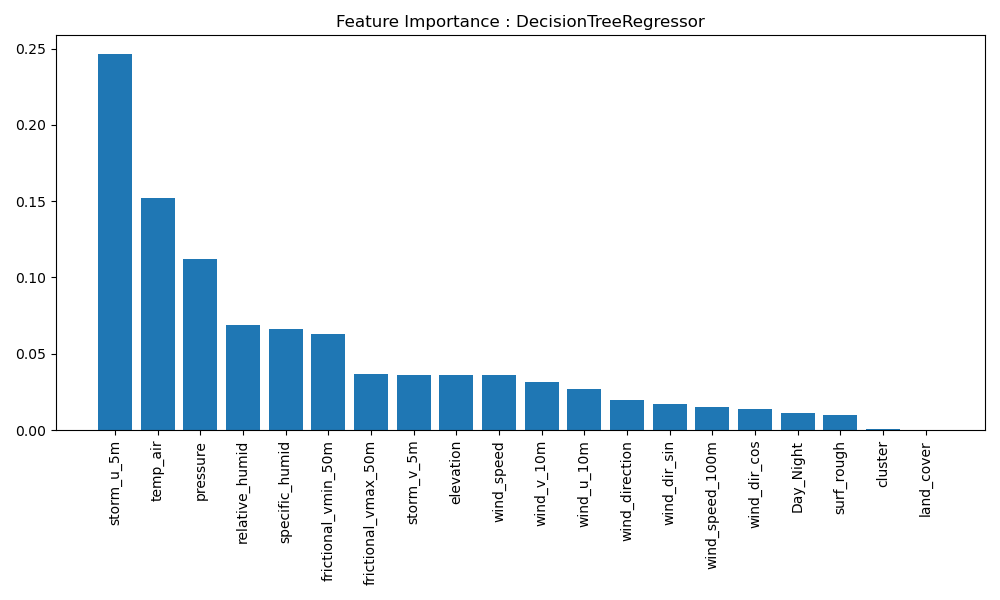 Feature Importance : DecisionTreeRegressor
0.25
0.20
0.15
0.10
0.05
0.00
storm_u_5m
temp_air
pressure
relative_humid
specific_humid
frictional_vmin_50m
frictional_vmax_50m
storm_v_5m
elevation
wind_speed
wind_v_10m
wind_u_10m
wind_direction
wind_dir_sin
wind_speed_100m
wind_dir_cos
Day_Night
surf_rough
cluster
land_cover